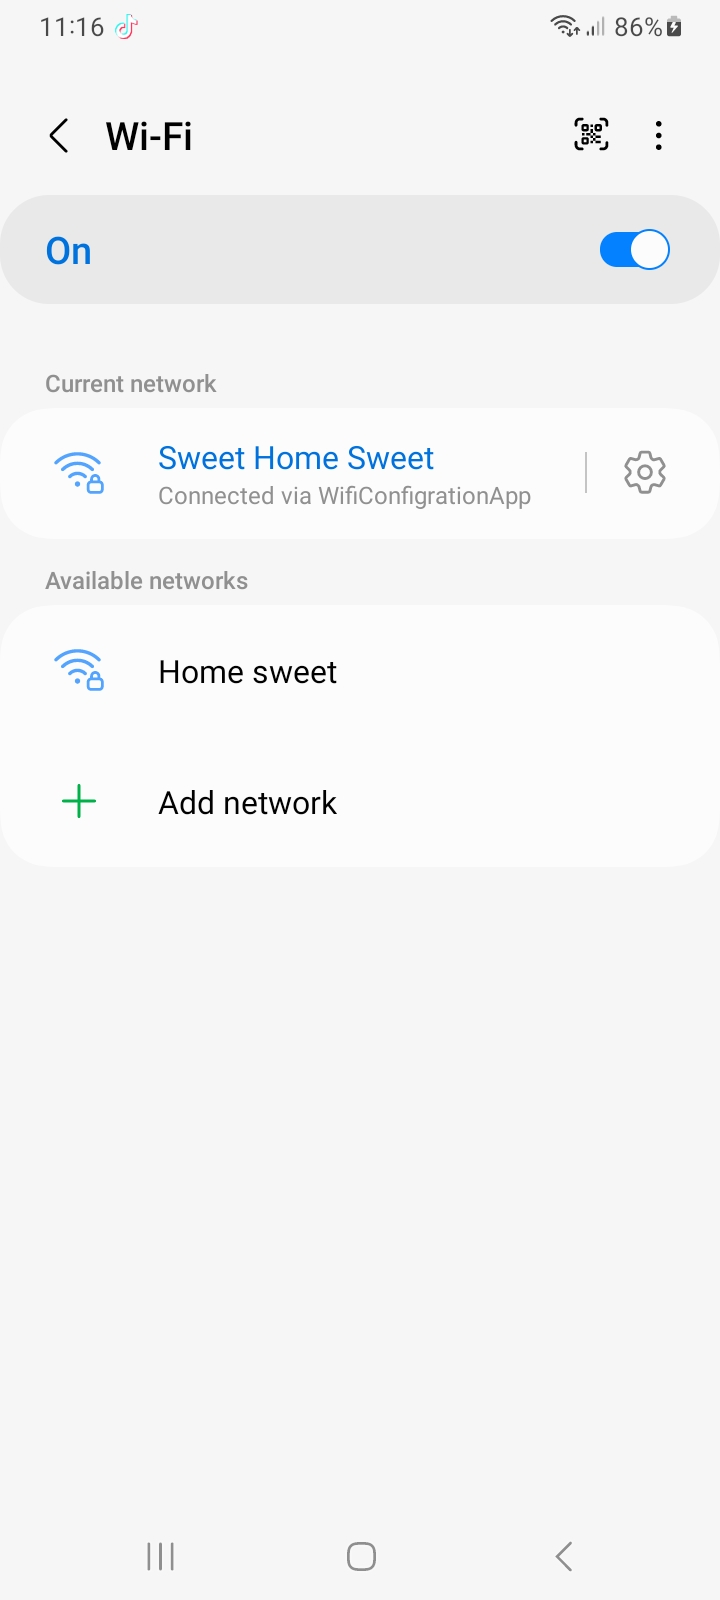 11:16 86%
Wi-Fi
On
Current network
Sweet Home Sweet
Connected via WifiConfigrationApp
Available networks
Home sweet
Add network